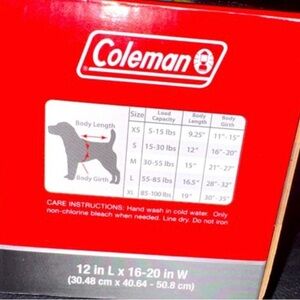 Coleman
Size Load Capacity Body Length Body Girth
XS 5-15 lbs 9.25" 11"-15"
S 15-30 lbs 12" 16"-20"
M 30-55 lbs 15" 21"-27"
L 55-85 lbs 16.5" 28"-32"
XL 85-100 lbs 19" 30"-35"
Body Length
Body Girth
CARE INSTRUCTIONS: Hand wash in cold water. Only
non-chlorine bleach when needed. Line dry. Do not iron
12 in L x 16-20 in W
(30.48 cm x 40.64 - 50.8 cm)